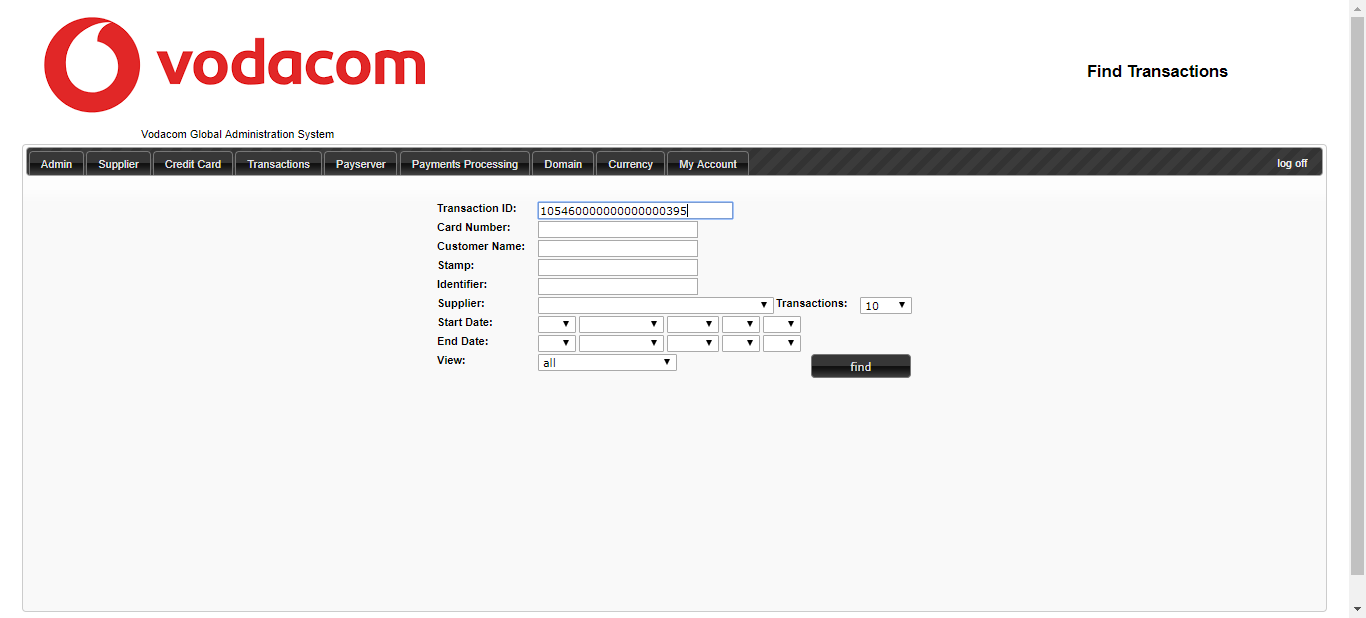 vodacom
Find Transactions
Vodacom Global Administration System
Admin Supplier Credit Card Transactions Payserver Payments Processing Domain Currency My Account log off
Transaction ID: 105460000000000000395
Card Number:
Customer Name:
Stamp:
Identifier:
Supplier: Transactions: 10
Start Date:
End Date:
View: all find